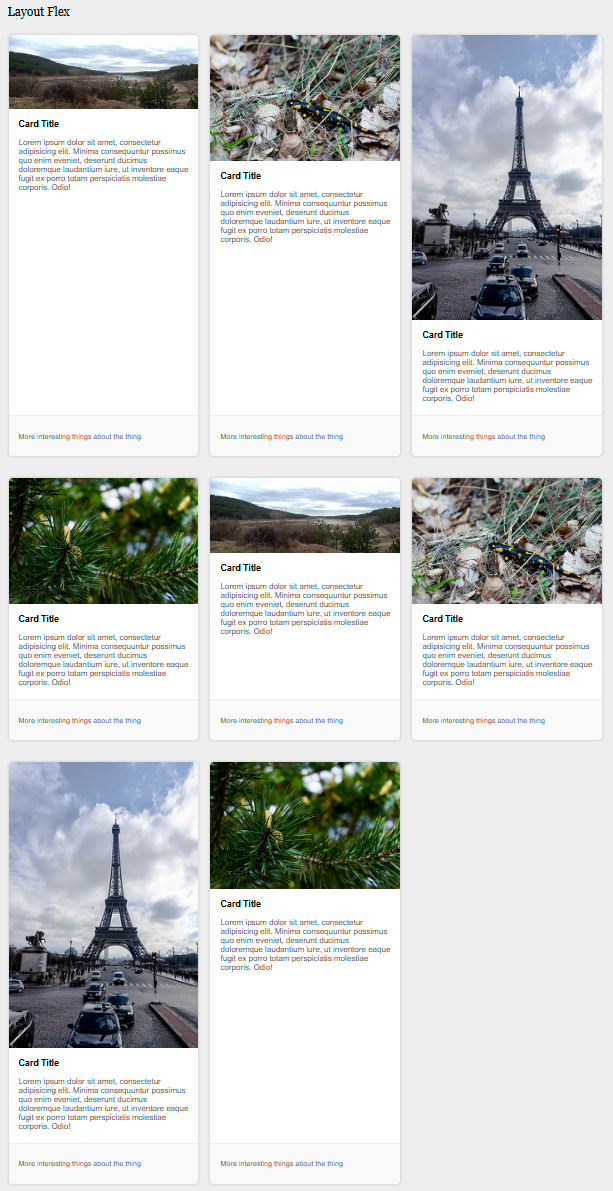 Layout Flex
Card Title
Lorem ipsum dolor sit amet, consectetur
adipisicing elit. Minima consequuntur possimus
quo enim eveniet, deserunt ducimus
doloremque laudantium iure, ut inventore eaque
fugit ex porro totam perspiciatis molestiae
corporis. Odio!
More interesting things about the thing
Card Title
Lorem ipsum dolor sit amet, consectetur
adipisicing elit. Minima consequuntur possimus
quo enim eveniet, deserunt ducimus
doloremque laudantium iure, ut inventore eaque
fugit ex porro totam perspiciatis molestiae
corporis. Odio!
More interesting things about the thing
Card Title
Lorem ipsum dolor sit amet, consectetur
adipisicing elit. Minima consequuntur possimus
quo enim eveniet, deserunt ducimus
doloremque laudantium iure, ut inventore eaque
fugit ex porro totam perspiciatis molestiae
corporis. Odio!
More interesting things about the thing
Card Title
Lorem ipsum dolor sit amet, consectetur
adipisicing elit. Minima consequuntur possimus
quo enim eveniet, deserunt ducimus
doloremque laudantium iure, ut inventore eaque
fugit ex porro totam perspiciatis molestiae
corporis. Odio!
More interesting things about the thing
Card Title
Lorem ipsum dolor sit amet, consectetur
adipisicing elit. Minima consequuntur possimus
quo enim eveniet, deserunt ducimus
doloremque laudantium iure, ut inventore eaque
fugit ex porro totam perspiciatis molestiae
corporis. Odio!
More interesting things about the thing
Card Title
Lorem ipsum dolor sit amet, consectetur
adipisicing elit. Minima consequuntur possimus
quo enim eveniet, deserunt ducimus
doloremque laudantium iure, ut inventore eaque
fugit ex porro totam perspiciatis molestiae
corporis. Odio!
More interesting things about the thing
Card Title
Lorem ipsum dolor sit amet, consectetur
adipisicing elit. Minima consequuntur possimus
quo enim eveniet, deserunt ducimus
doloremque laudantium iure, ut inventore eaque
fugit ex porro totam perspiciatis molestiae
corporis. Odio!
More interesting things about the thing
Card Title
Lorem ipsum dolor sit amet, consectetur
adipisicing elit. Minima consequuntur possimus
quo enim eveniet, deserunt ducimus
doloremque laudantium iure, ut inventore eaque
fugit ex porro totam perspiciatis molestiae
corporis. Odio!
More interesting things about the thing